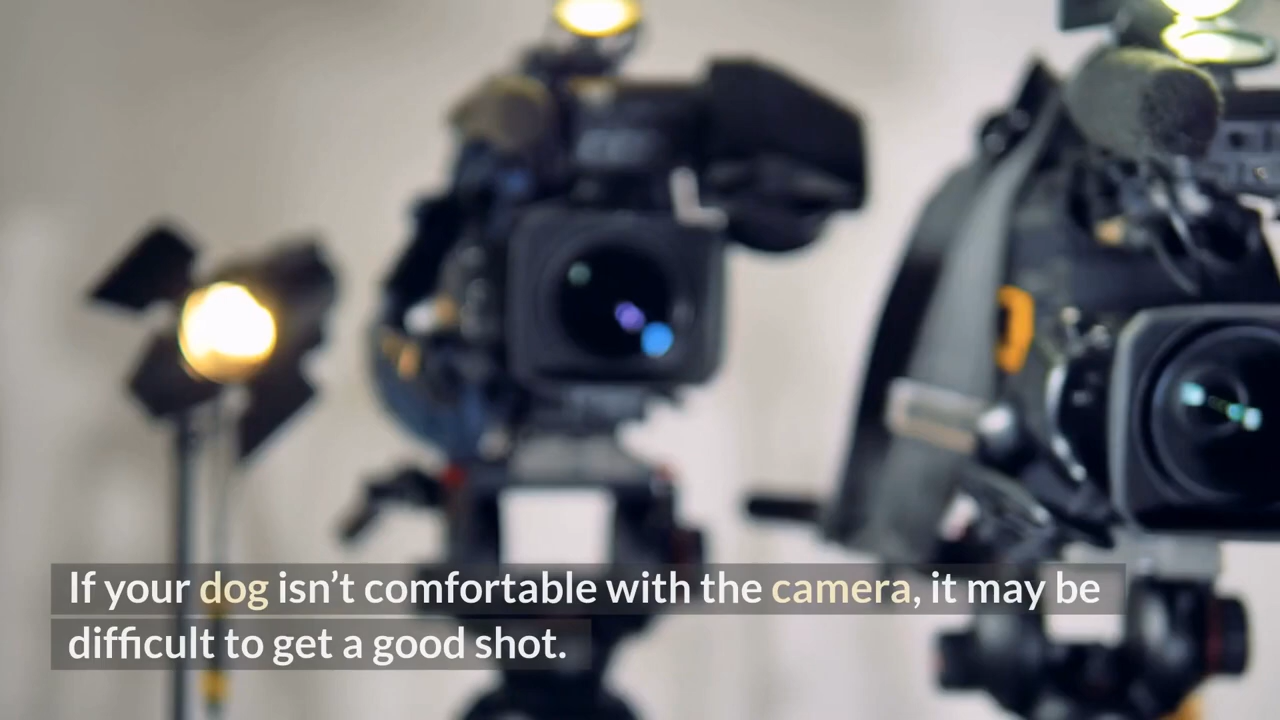 If your dog isn't comfortable with the camera, it may be
difficult to get a good shot.